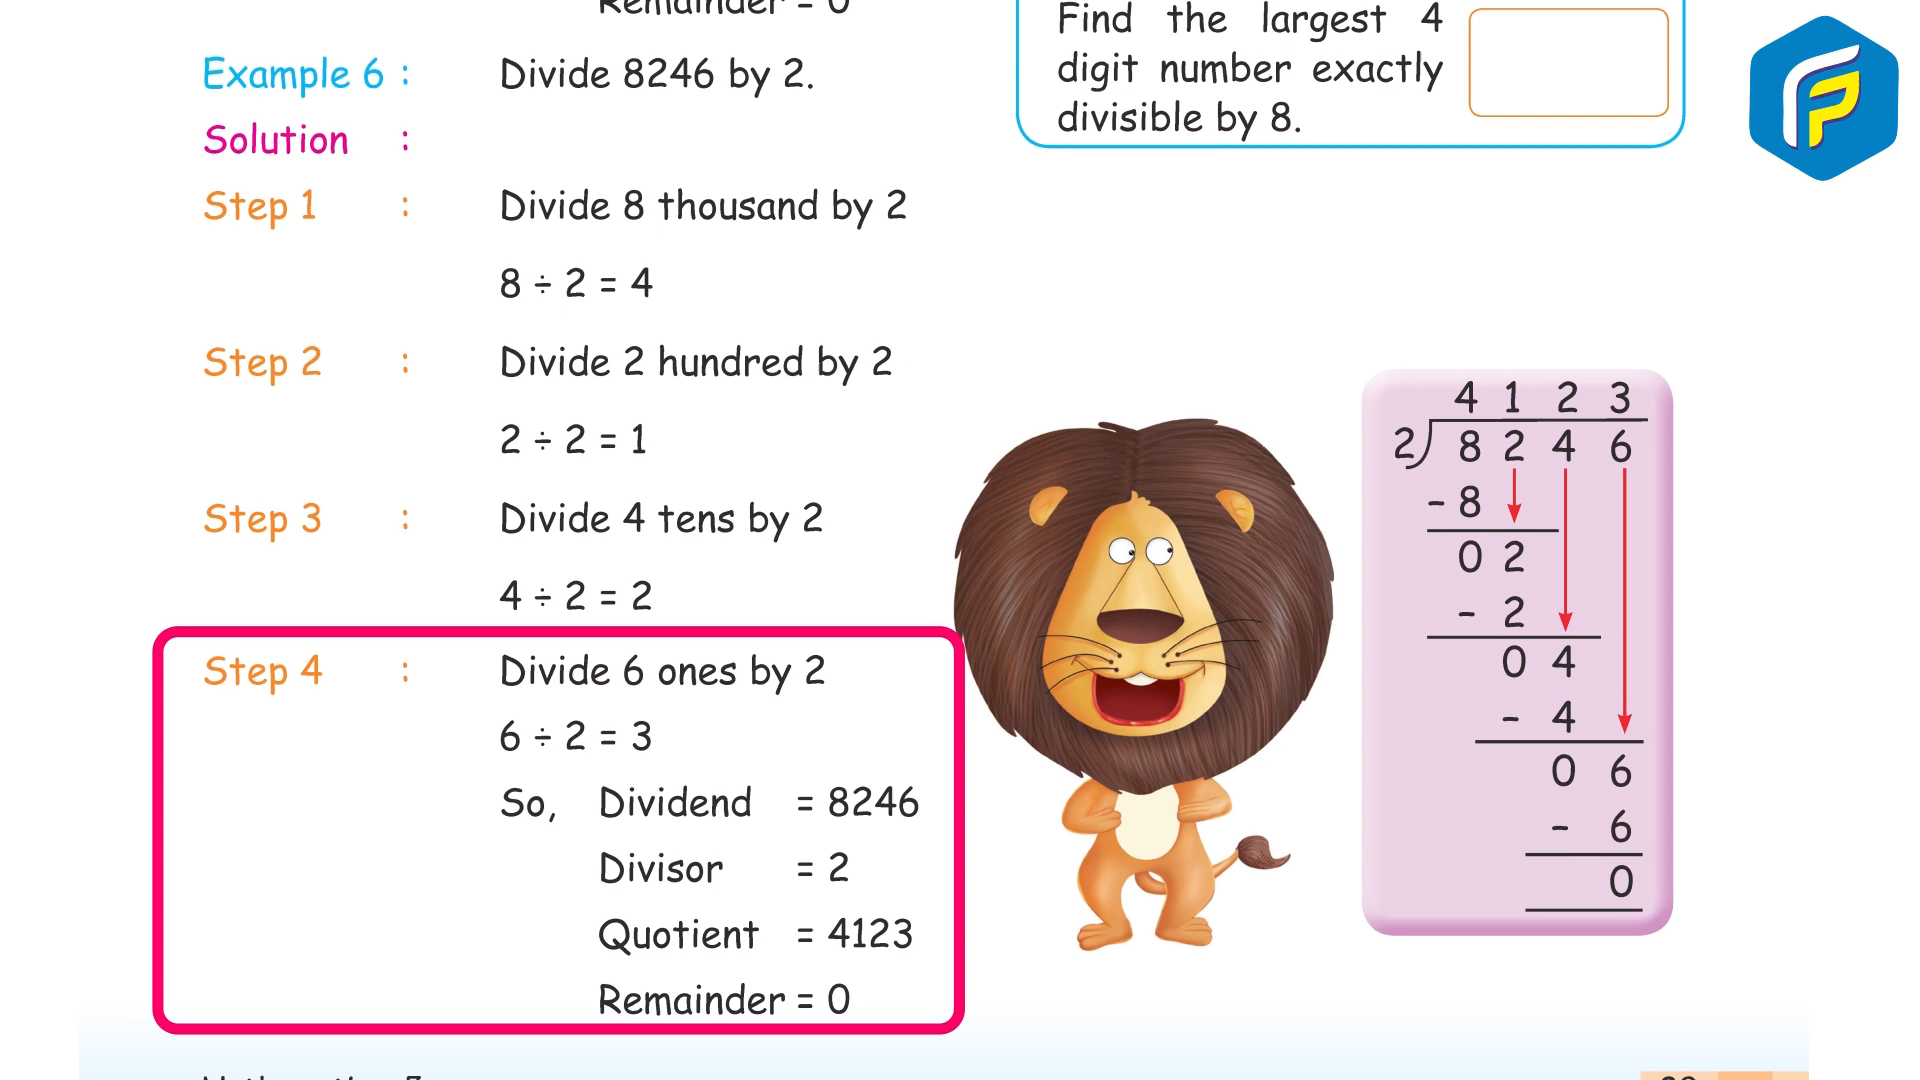 Remainder = 0
Example 6 : Divide 8246 by 2.
Solution :
Step 1 : Divide 8 thousand by 2
8 ÷ 2 = 4
Step 2 : Divide 2 hundred by 2
2 ÷ 2 = 1
Step 3 : Divide 4 tens by 2
4 ÷ 2 = 2
Step 4 : Divide 6 ones by 2
6 ÷ 2 = 3
So, Dividend = 8246
Divisor = 2
Quotient = 4123
Remainder = 0
Find the largest 4
digit number exactly
divisible by 8.
4 1 2 3
2) 8 2 4 6
- 8
0 2
- 2
0 4
- 4
0 6
- 6
0